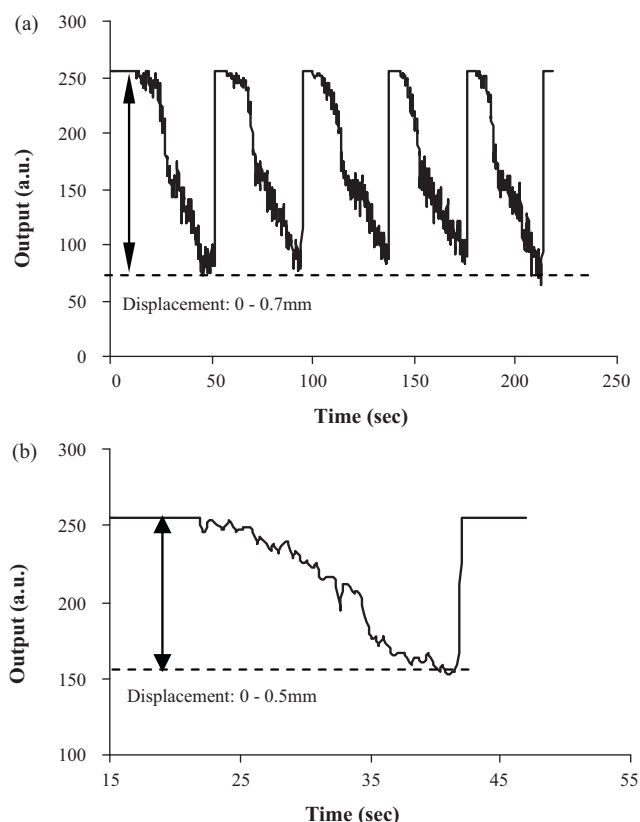 (a)
300
250
200
150
100
50
0
Output (a.u.)
Displacement: 0 - 0.7mm
0 50 100 150 200 250
Time (sec)
(b)
300
250
200
150
100
Output (a.u.)
Displacement: 0 - 0.5mm
15 25 35 45 55
Time (sec)